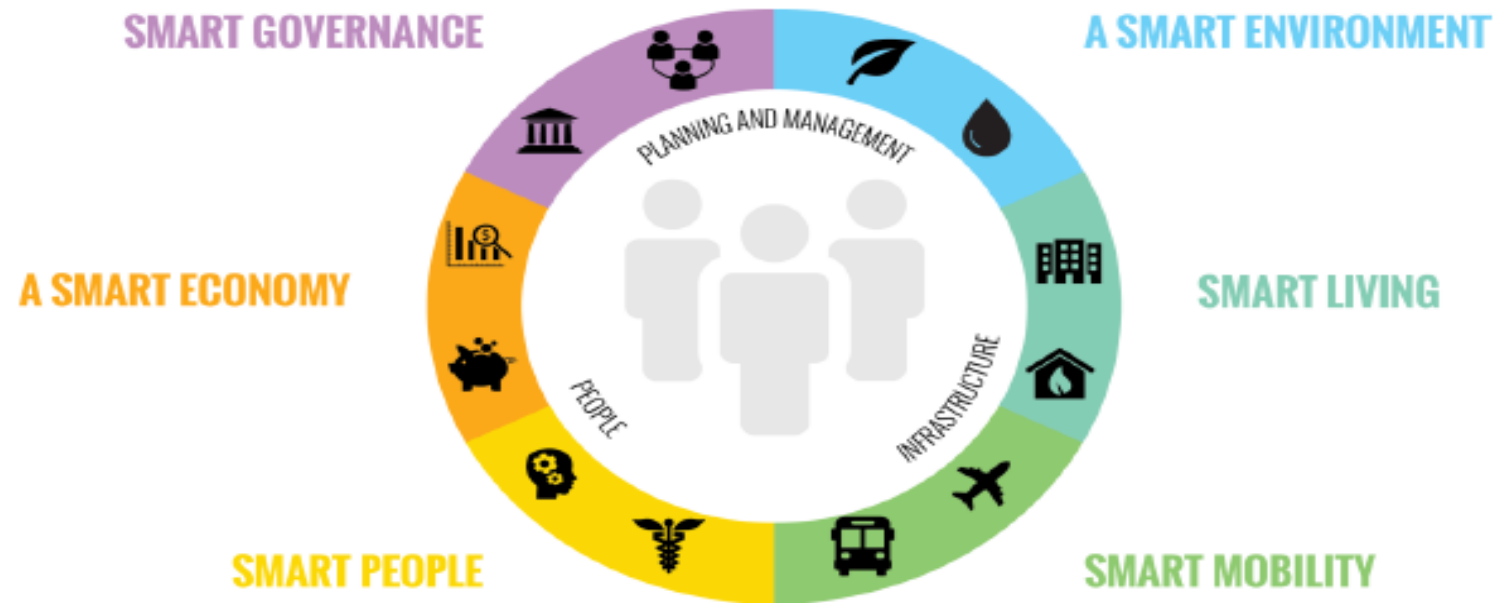 SMART GOVERNANCE
A SMART ENVIRONMENT
PLANNING AND MANAGEMENT
A SMART ECONOMY
SMART LIVING
PEOPLE
INFRASTRUCTURE
SMART PEOPLE
SMART MOBILITY
$